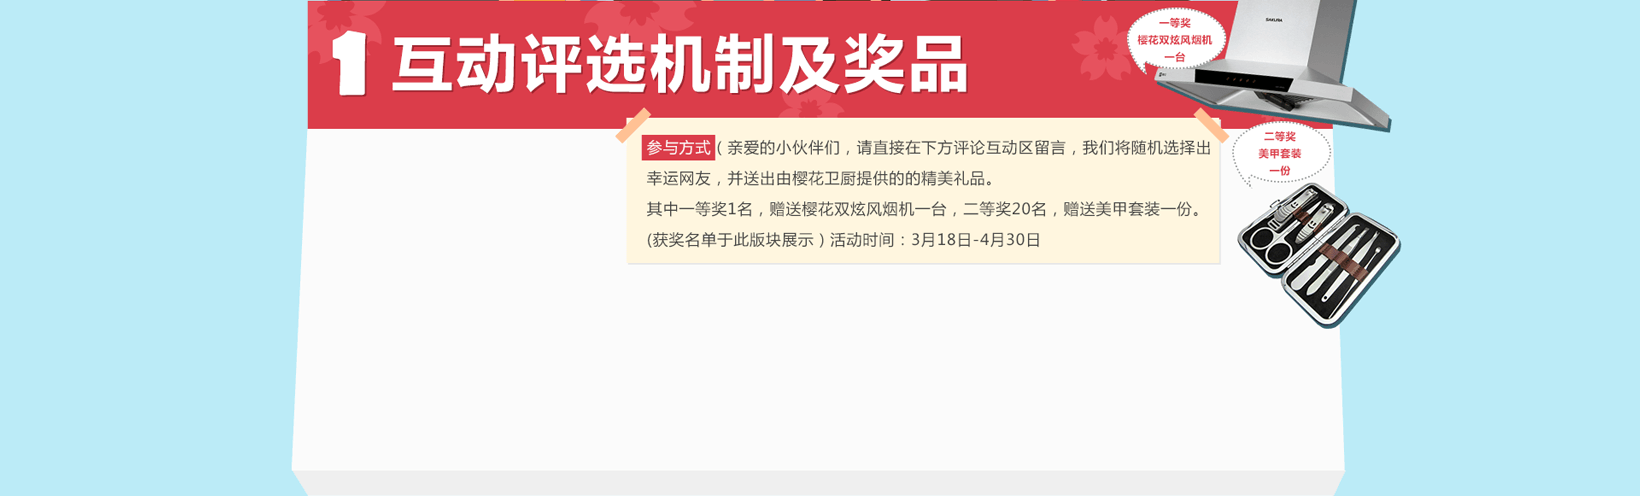 1 互动评选机制及奖品
一等奖
樱花双炫风烟机
一台
SAKURA
参与方式(亲爱的小伙伴们，请直接在下方评论互动区留言，我们将随机选择出
幸运网友，并送出由樱花卫厨提供的的精美礼品。
其中一等奖1名，赠送樱花双炫风烟机一台，二等奖20名，赠送美甲套装一份。
(获奖名单于此版块展示）活动时间：3月18日-4月30日
二等奖
美甲套装
一份